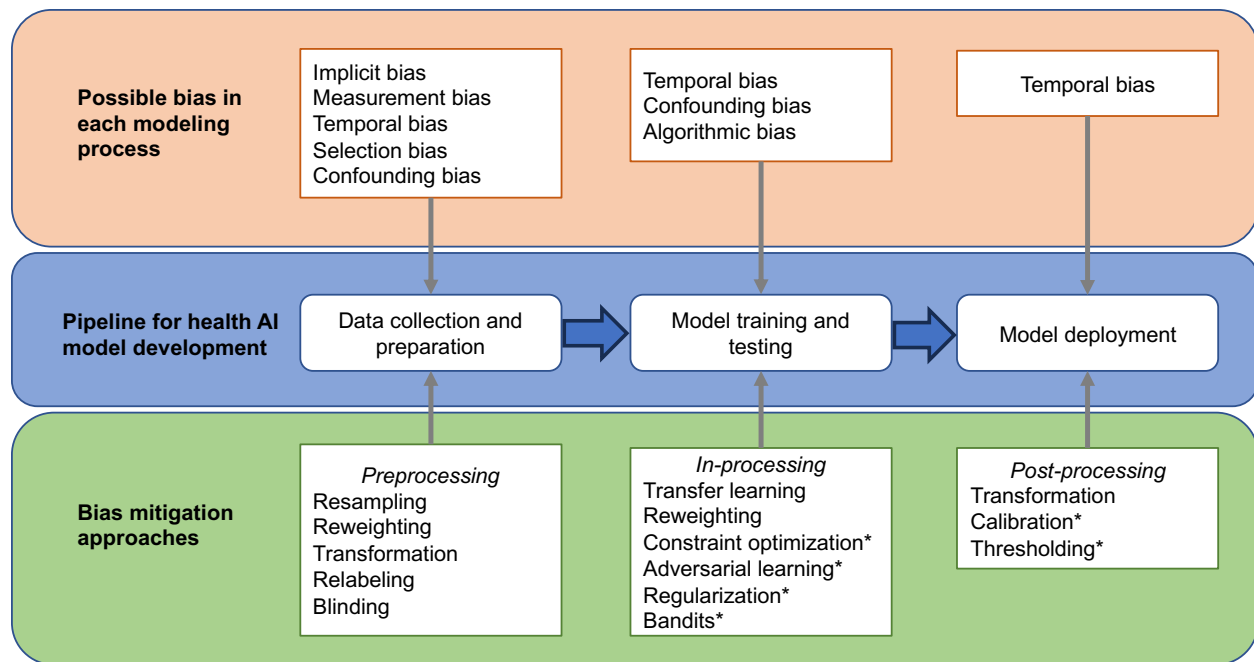 Possible bias in
each modeling
process
Implicit bias
Measurement bias
Temporal bias
Selection bias
Confounding bias
Temporal bias
Confounding bias
Algorithmic bias
Temporal bias
Pipeline for health AI
model development
Data collection and
preparation
Model training and
testing
Model deployment
Bias mitigation
approaches
Preprocessing
Resampling
Reweighting
Transformation
Relabeling
Blinding
In-processing
Transfer learning
Reweighting
Constraint optimization*
Adversarial learning*
Regularization*
Bandits*
Post-processing
Transformation
Calibration*
Thresholding*